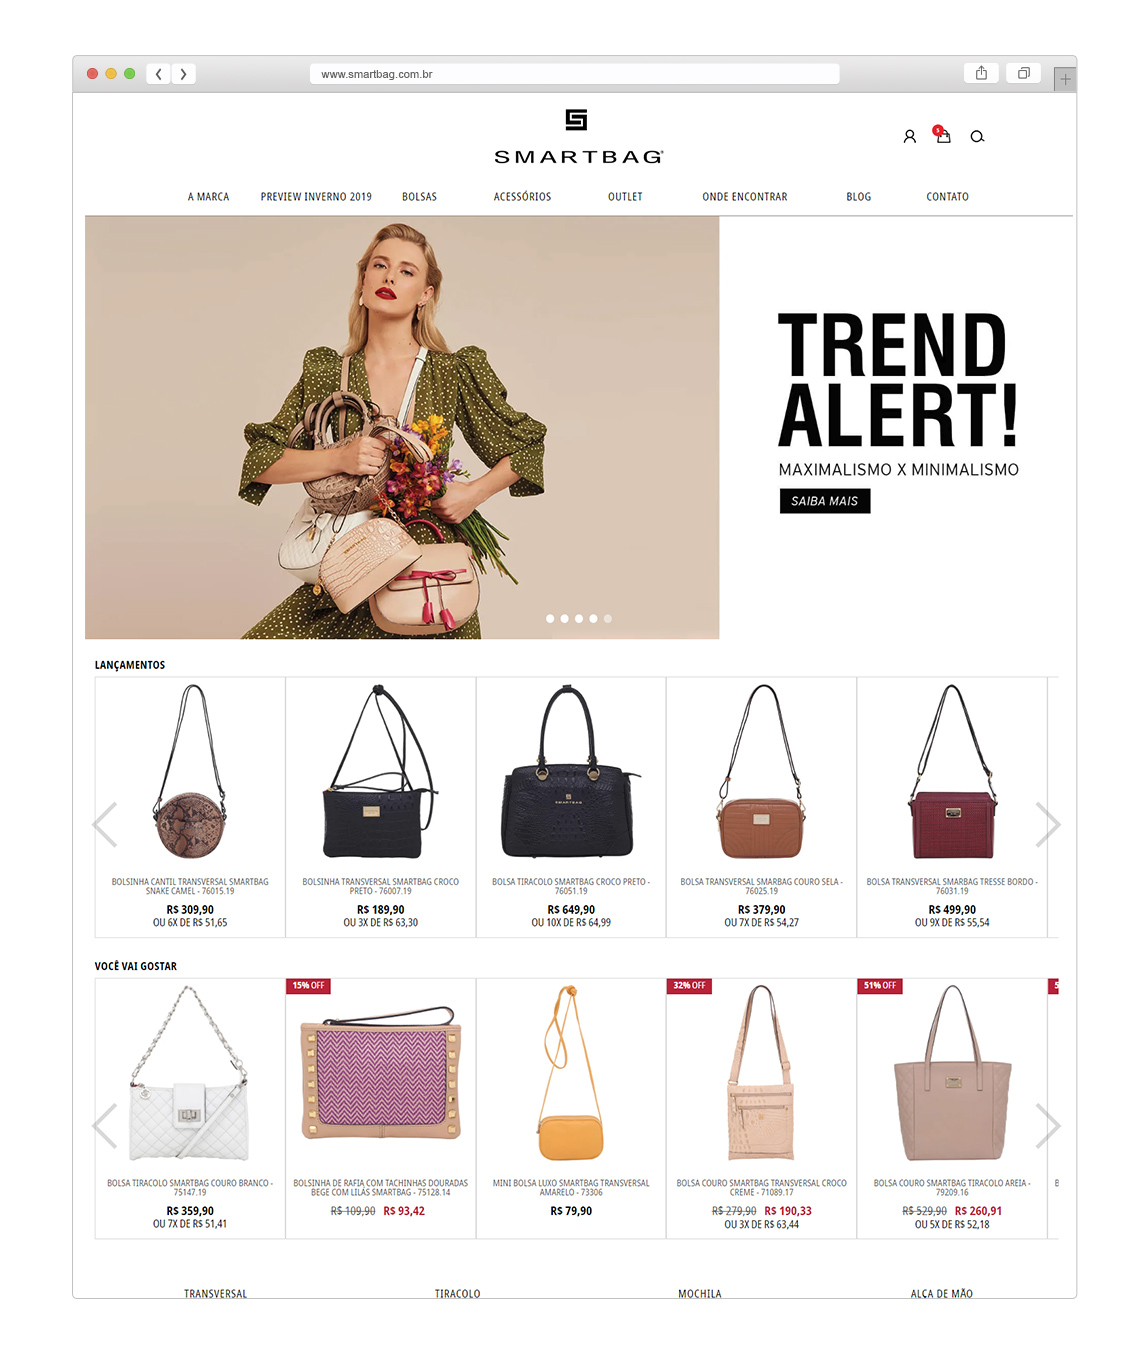 www.smartbag.com.br
SMARTBAG
A MARCA PREVIEW INVERNO 2019 BOLSAS ACESSÓRIOS OUTLET ONDE ENCONTRAR BLOG CONTATO
TREND
ALERT!
MAXIMALISMO X MINIMALISMO
SAIBA MAIS
LANÇAMENTOS
SMARTBAG
BOLSINHA CANTIL TRANSVERSAL SMARTBAG
SNAKE CAMEL - 76015.19
R$ 309,90
OU 6X DE R$ 51,65
BOLSINHA TRANSVERSAL SMARTBAG CROCO
PRETO - 76007.19
R$ 189,90
OU 3X DE R$ 63,30
BOLSA TIRACOLO SMARTBAG CROCO PRETO -
76051.19
R$ 649,90
OU 10X DE R$ 64,99
BOLSA TRANSVERSAL SMARBAG COURO SELA -
76025.19
R$ 379,90
OU 7X DE R$ 54,27
BOLSA TRANSVERSAL SMARBAG TRESSE BORDO -
76031.19
R$ 499,90
OU 9X DE R$ 55,54
VOCÊ VAI GOSTAR
BOLSA TIRACOLO SMARTBAG COURO BRANCO -
75147.19
R$ 359,90
OU 7X DE R$ 51,41
15% OFF
BOLSINHA DE RAFIA COM TACHINHAS DOURADAS
BEGE COM LILÁS SMARTBAG - 75128.14
R$ 109,90 R$ 93,42
MINI BOLSA LUXO SMARTBAG TRANSVERSAL
AMARELO - 73306
R$ 79,90
32% OFF
BOLSA COURO SMARTBAG TRANSVERSAL CROCO
CREME - 71089.17
R$ 279,90 R$ 190,33
OU 3X DE R$ 63,44
51% OFF
BOLSA COURO SMARTBAG TIRACOLO AREIA -
79209.16
R$ 529,90 R$ 260,91
OU 5X DE R$ 52,18
TRANSVERSAL TIRACOLO MOCHILA ALÇA DE MÃO